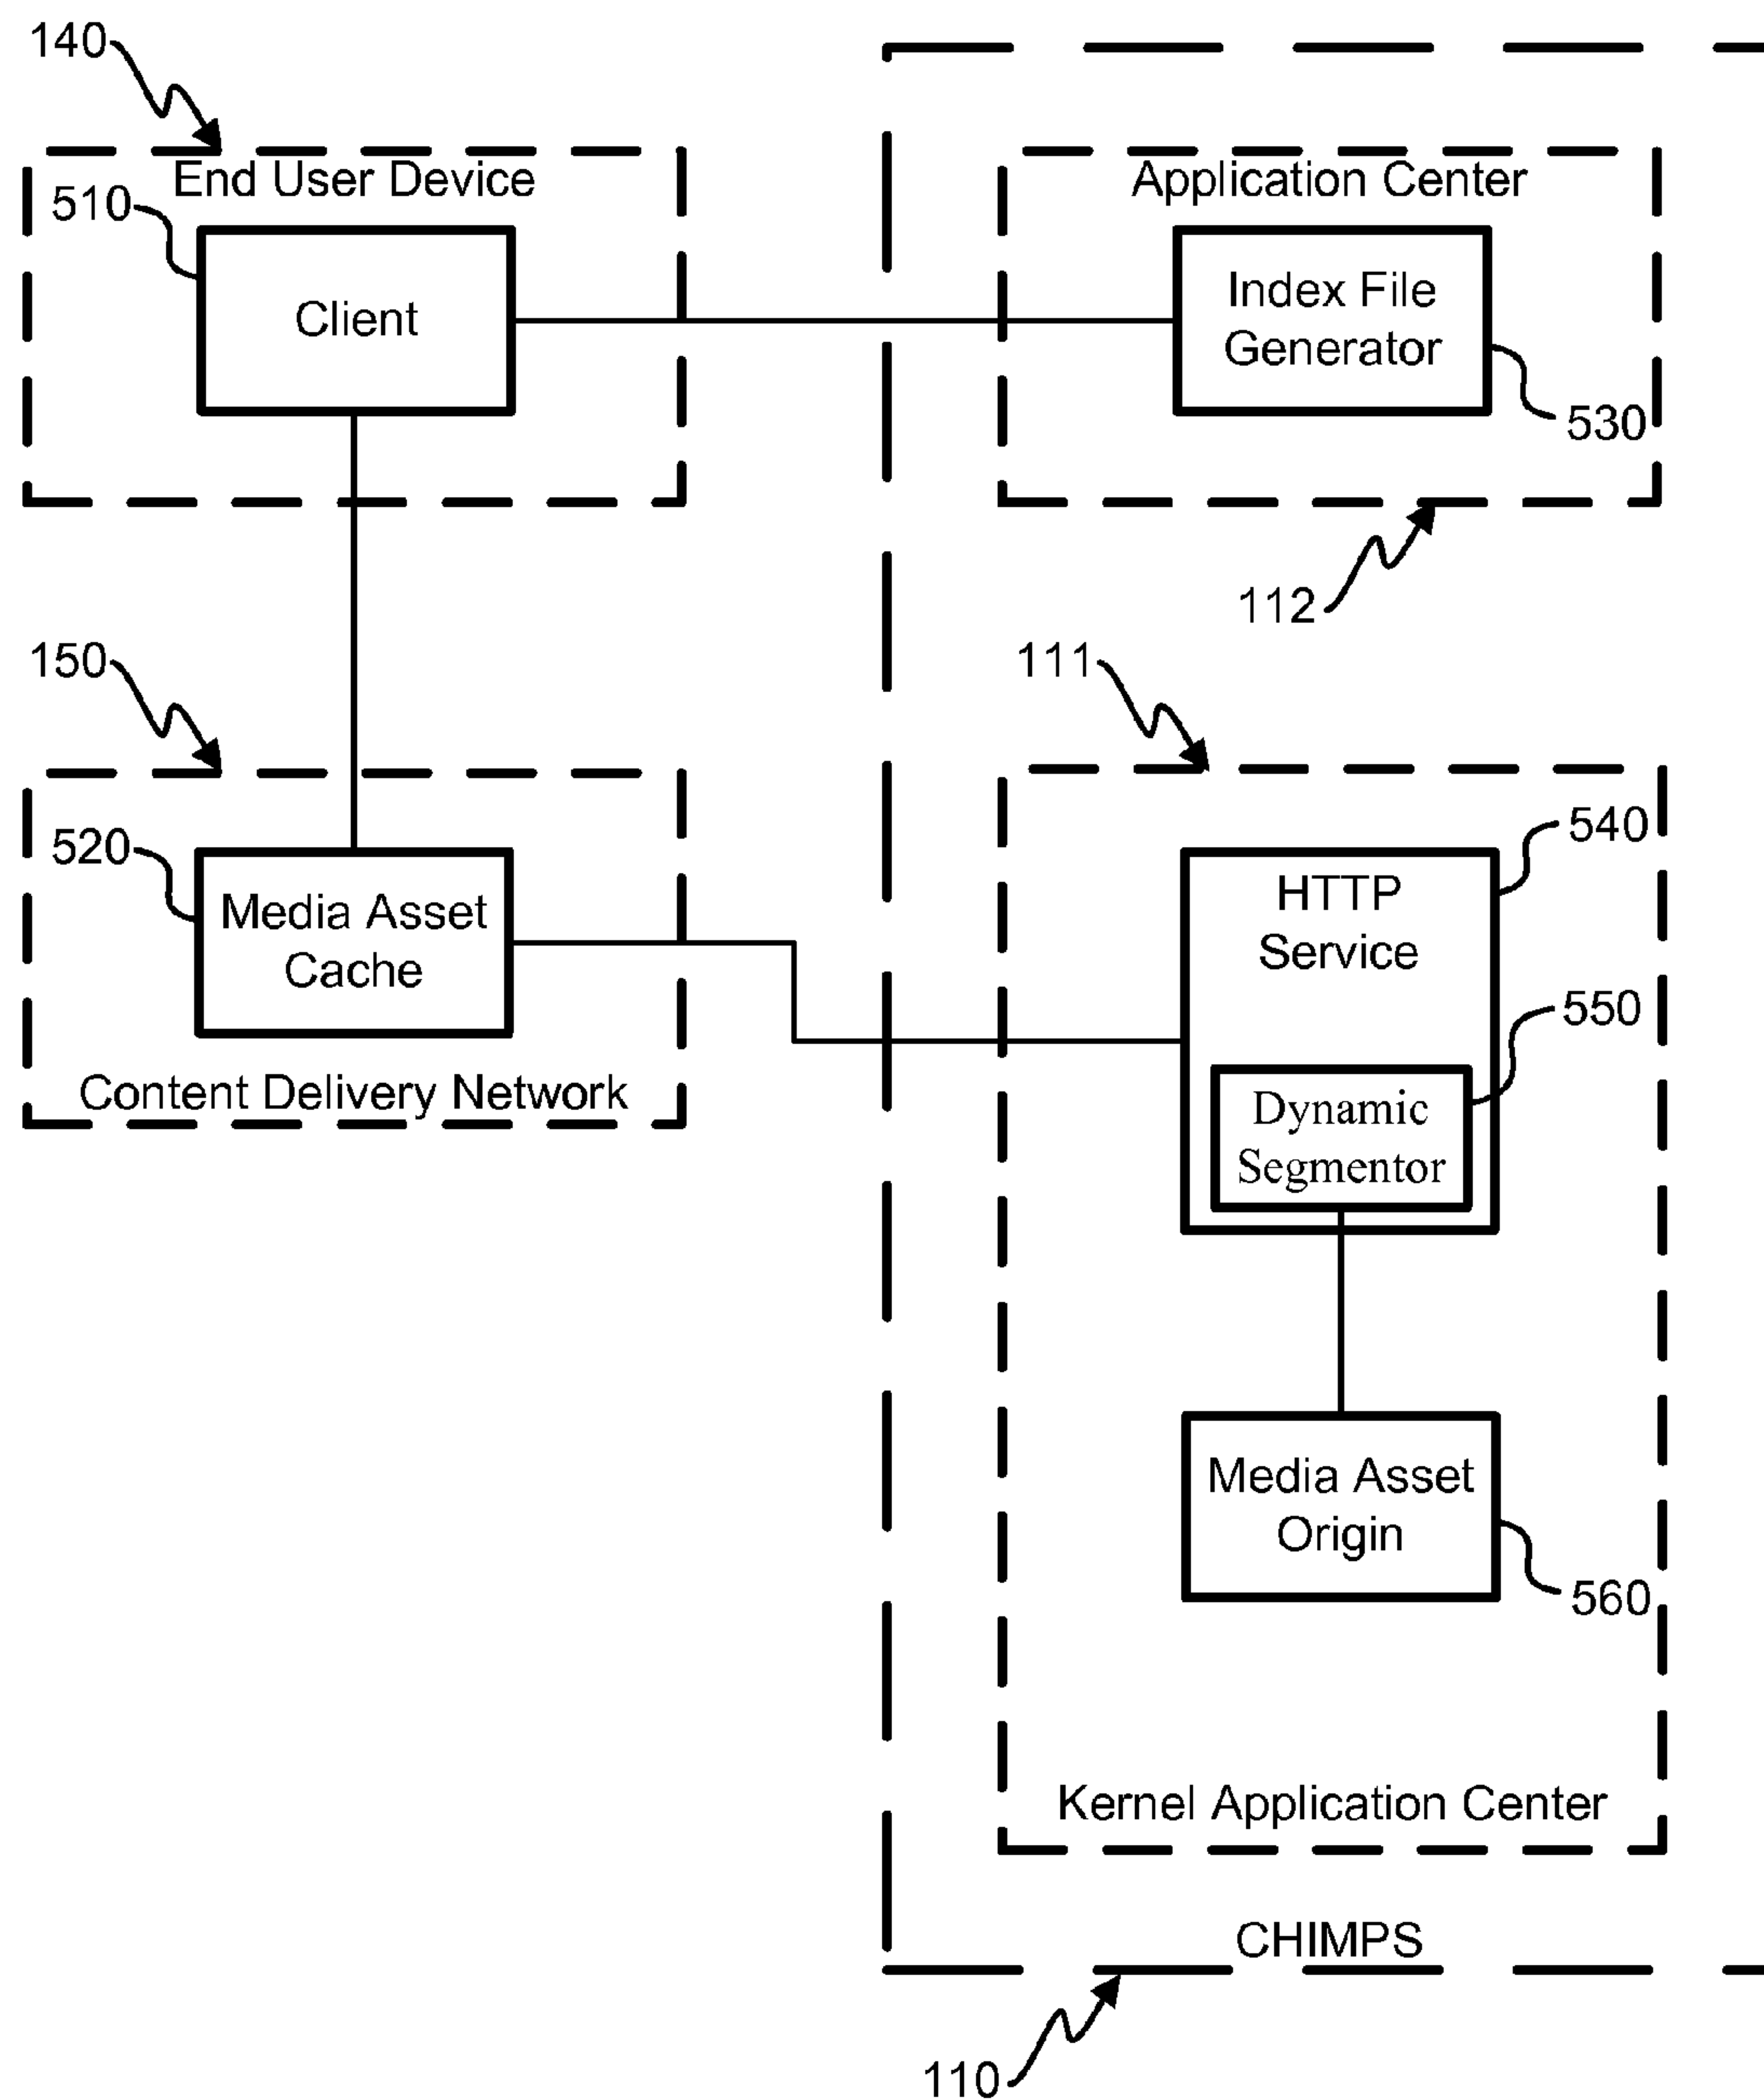 140
End User Device
510
Client
Application Center
Index File
Generator
530
112
150
520
Media Asset
Cache
Content Delivery Network
111
540
HTTP
Service
550
Dynamic
Segmentor
Media Asset
Origin
560
Kernel Application Center
CHIMPS
110